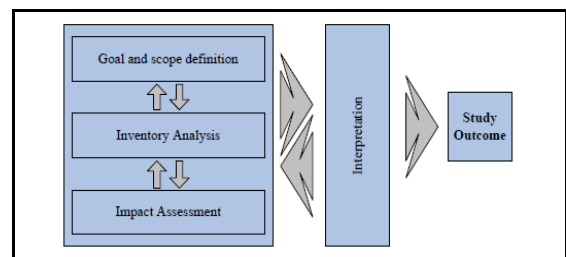 Goal and scope definition
Inventory Analysis
Impact Assessment
Interpretation
Study
Outcome